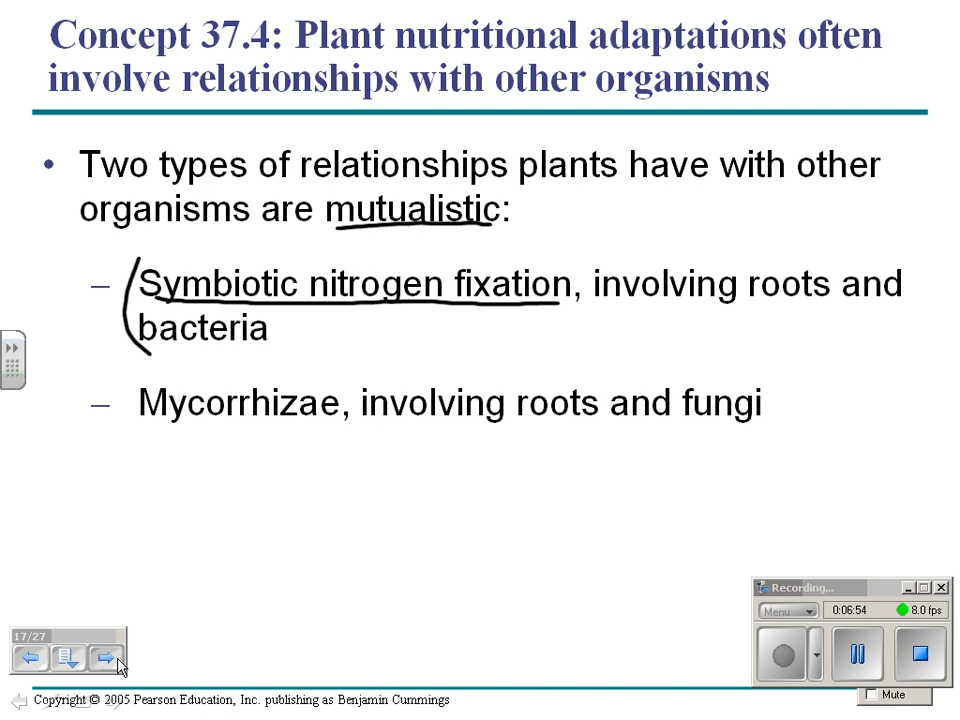 Concept 37.4: Plant nutritional adaptations often
involve relationships with other organisms
• Two types of relationships plants have with other
organisms are mutualistic:
– Symbiotic nitrogen fixation, involving roots and
bacteria
– Mycorrhizae, involving roots and fungi
Recording...
Menu 0:06:54 8.0 fps
17/27
Mute
Copyright © 2005 Pearson Education, Inc. publishing as Benjamin Cummings